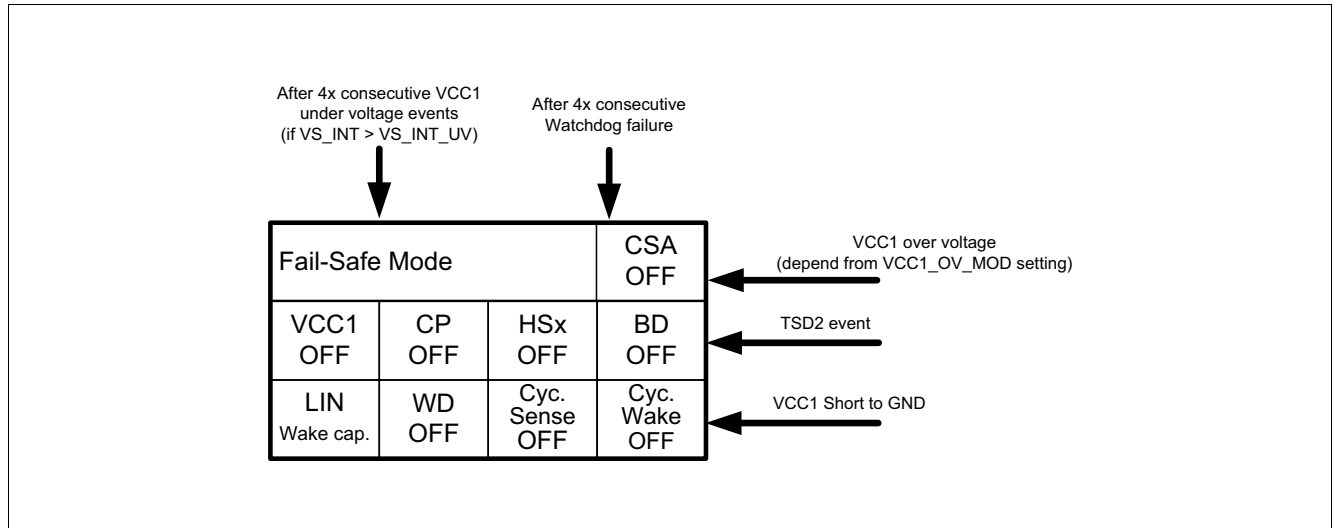 After 4x consecutive VCC1
under voltage events
(if VS_INT > VS_INT_UV)
After 4x consecutive
Watchdog failure
Fail-Safe Mode
CSA
OFF
VCC1 over voltage
(depend from VCC1_OV_MOD setting)
VCC1
OFF
CP
OFF
HSx
OFF
BD
OFF
TSD2 event
LIN
Wake cap.
WD
OFF
Cyc.
Sense
OFF
Cyc.
Wake
OFF
VCC1 Short to GND